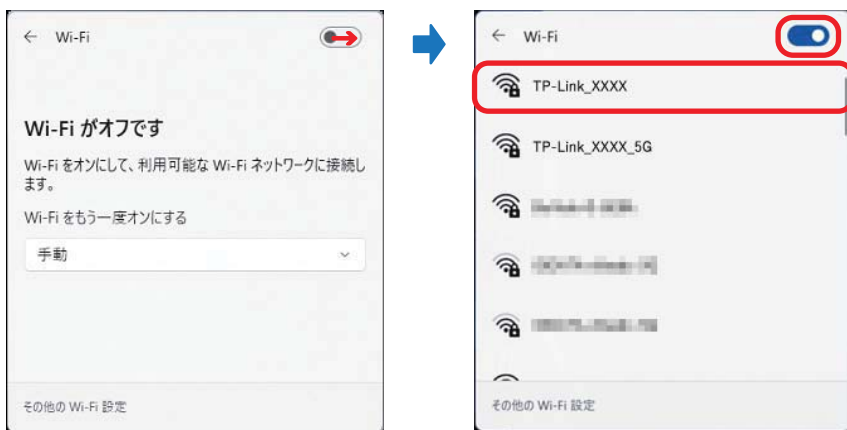 ← Wi-Fi
Wi-Fi がオフです
Wi-Fi をオンにして、利用可能な Wi-Fi ネットワークに接続し
ます。
Wi-Fi をもう一度オンにする
手動
その他の Wi-Fi 設定
← Wi-Fi
TP-Link_XXXX
TP-Link_XXXX_5G
その他の Wi-Fi 設定